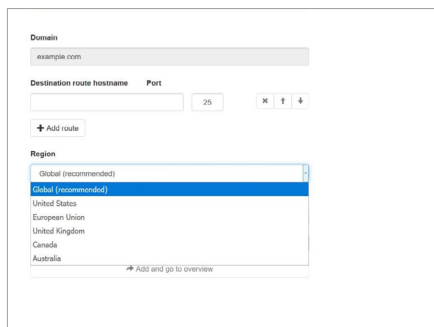 Domain
example.com
Destination route hostname Port
25
Add route
Region
Global (recommended)
Global (recommended)
United States
European Union
United Kingdom
Canada
Australia
Add and go to overview